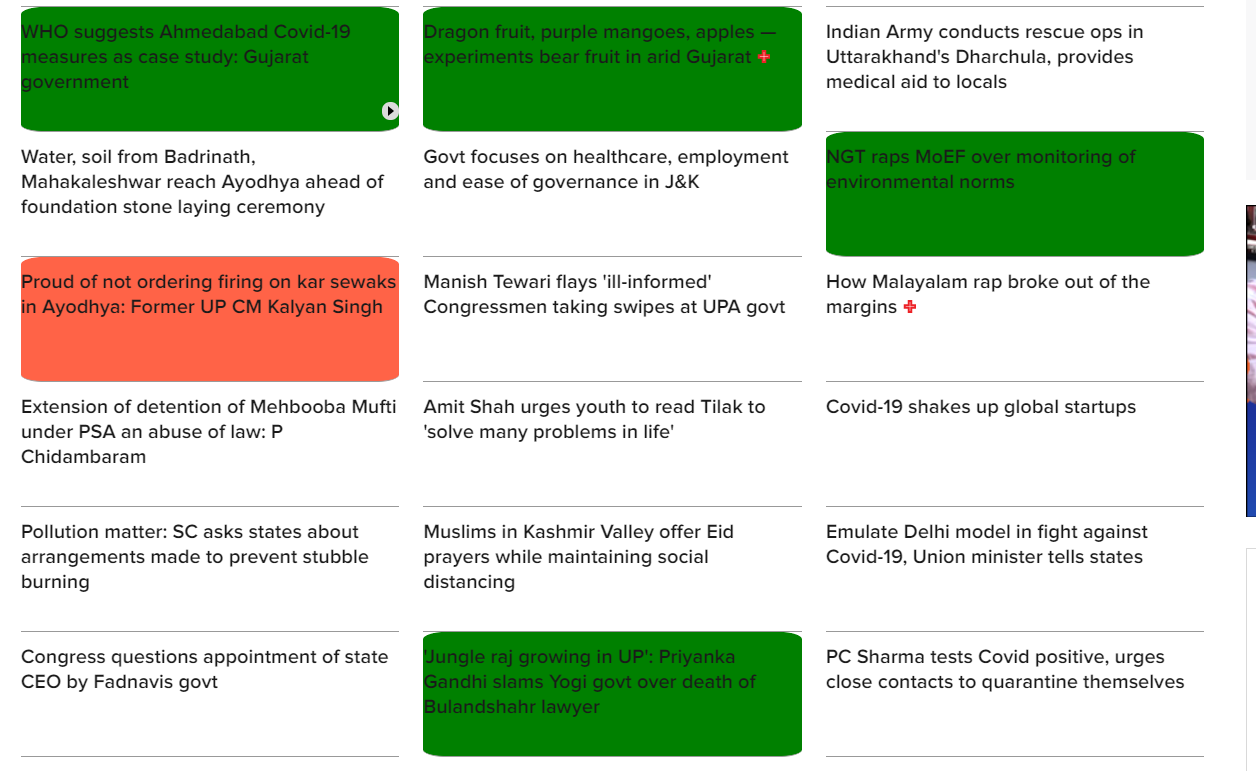 WHO suggests Ahmedabad Covid-19
measures as case study: Gujarat
government
Dragon fruit, purple mangoes, apples —
experiments bear fruit in arid Gujarat
Indian Army conducts rescue ops in
Uttarakhand's Dharchula, provides
medical aid to locals
Water, soil from Badrinath,
Mahakaleshwar reach Ayodhya ahead of
foundation stone laying ceremony
Govt focuses on healthcare, employment
and ease of governance in J&K
NGT raps MoEF over monitoring of
environmental norms
Proud of not ordering firing on kar sewaks
in Ayodhya: Former UP CM Kalyan Singh
Manish Tewari flays 'ill-informed'
Congressmen taking swipes at UPA govt
How Malayalam rap broke out of the
margins
Extension of detention of Mehbooba Mufti
under PSA an abuse of law: P
Chidambaram
Amit Shah urges youth to read Tilak to
'solve many problems in life'
Covid-19 shakes up global startups
Pollution matter: SC asks states about
arrangements made to prevent stubble
burning
Muslims in Kashmir Valley offer Eid
prayers while maintaining social
distancing
Emulate Delhi model in fight against
Covid-19, Union minister tells states
Congress questions appointment of state
CEO by Fadnavis govt
'Jungle raj growing in UP': Priyanka
Gandhi slams Yogi govt over death of
Bulandshahr lawyer
PC Sharma tests Covid positive, urges
close contacts to quarantine themselves